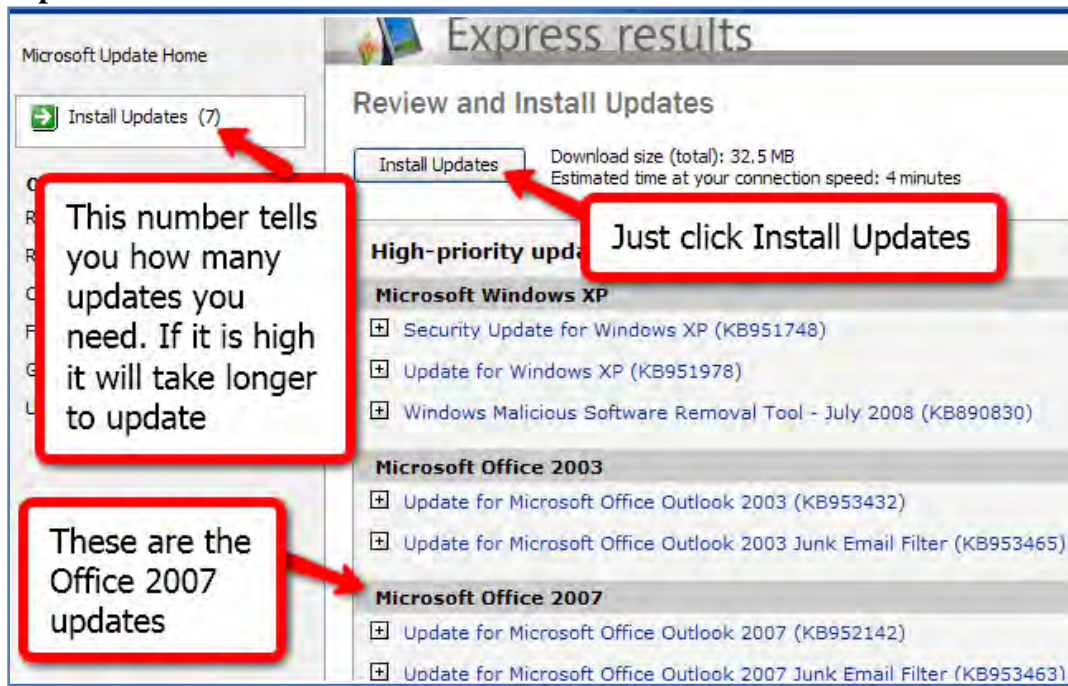 Microsoft Update Home
Install Updates (7)
This number tells
you how many
updates you
need. If it is high
it will take longer
to update
These are the
Office 2007
updates
Express results
Review and Install Updates
Install Updates
Download size (total): 32.5 MB
Estimated time at your connection speed: 4 minutes
Just click Install Updates
High-priority upda
Microsoft Windows XP
Security Update for Windows XP (KB951748)
Update for Windows XP (KB951978)
Windows Malicious Software Removal Tool - July 2008 (KB890830)
Microsoft Office 2003
Update for Microsoft Office Outlook 2003 (KB953432)
Update for Microsoft Office Outlook 2003 Junk Email Filter (KB953465)
Microsoft Office 2007
Update for Microsoft Office Outlook 2007 (KB952142)
Update for Microsoft Office Outlook 2007 Junk Email Filter (KB953463)